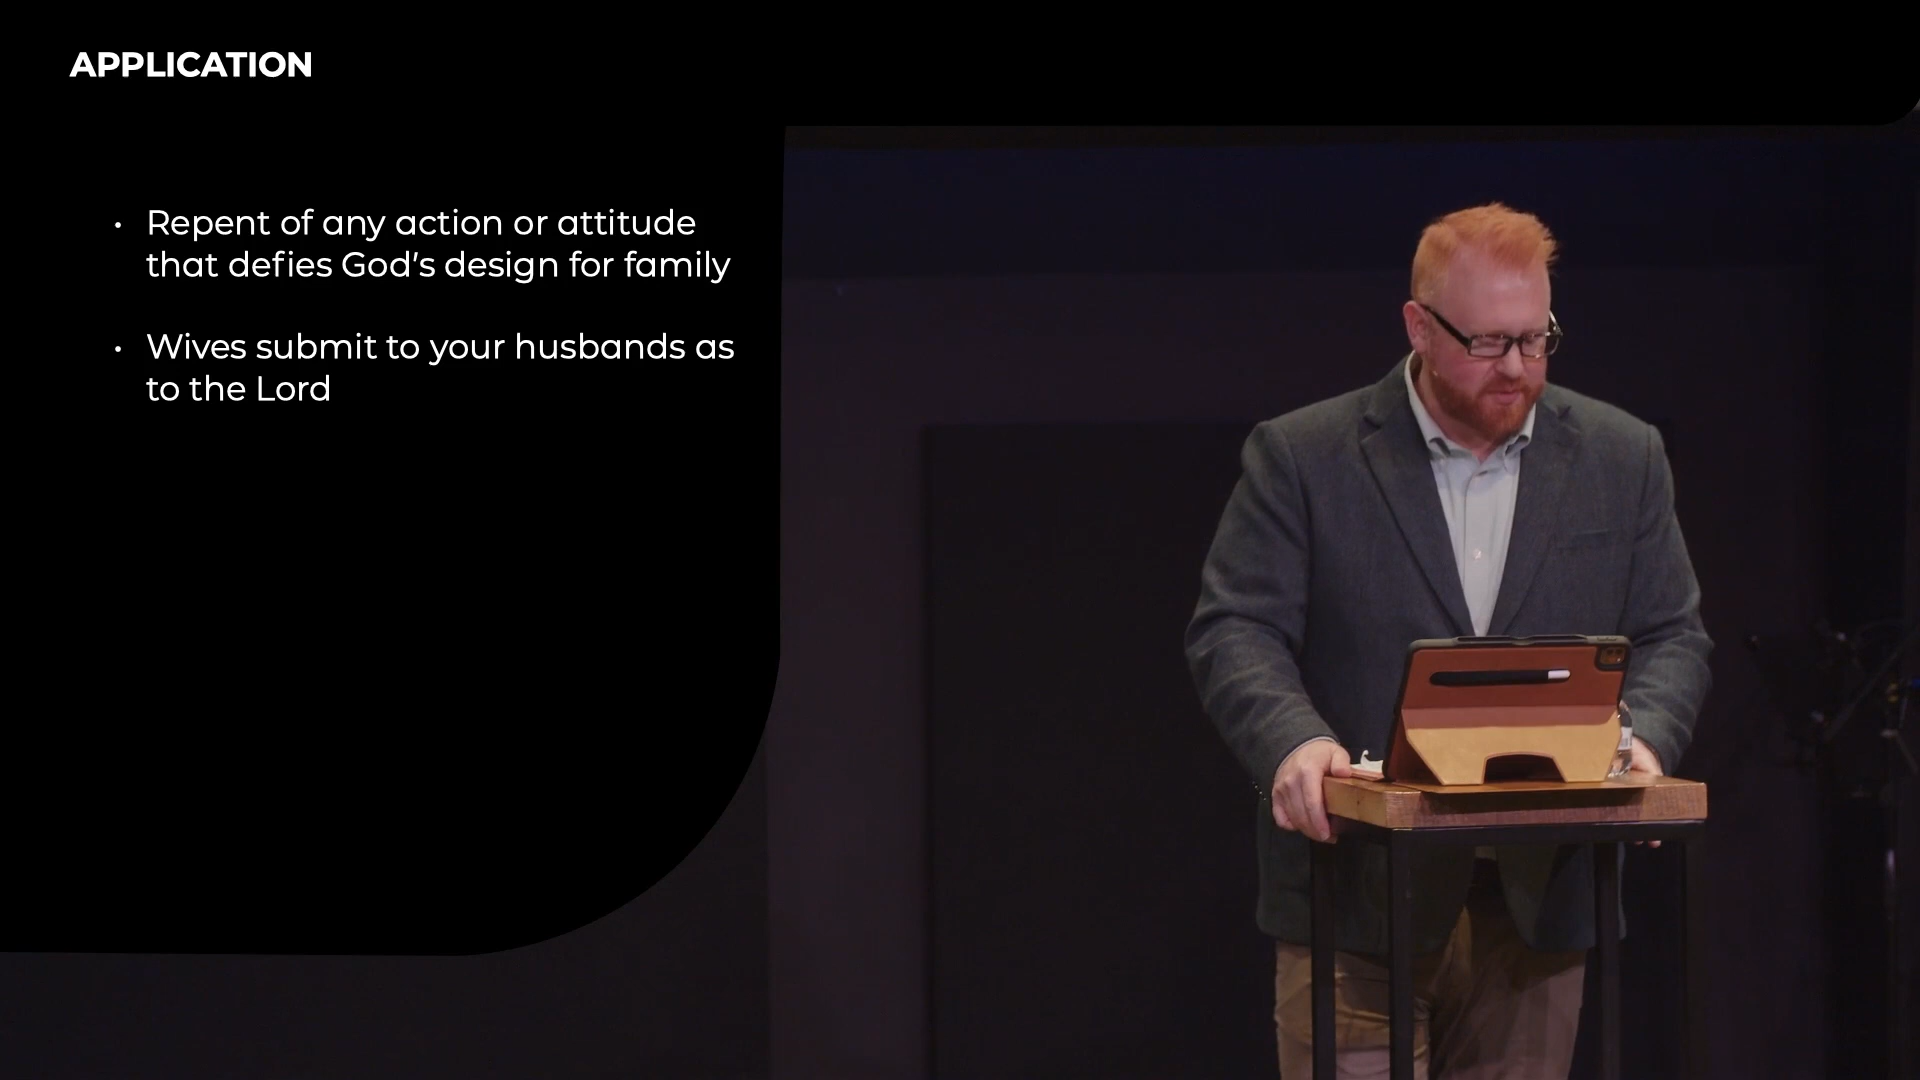 APPLICATION
• Repent of any action or attitude
that defies God's design for family
• Wives submit to your husbands as
to the Lord